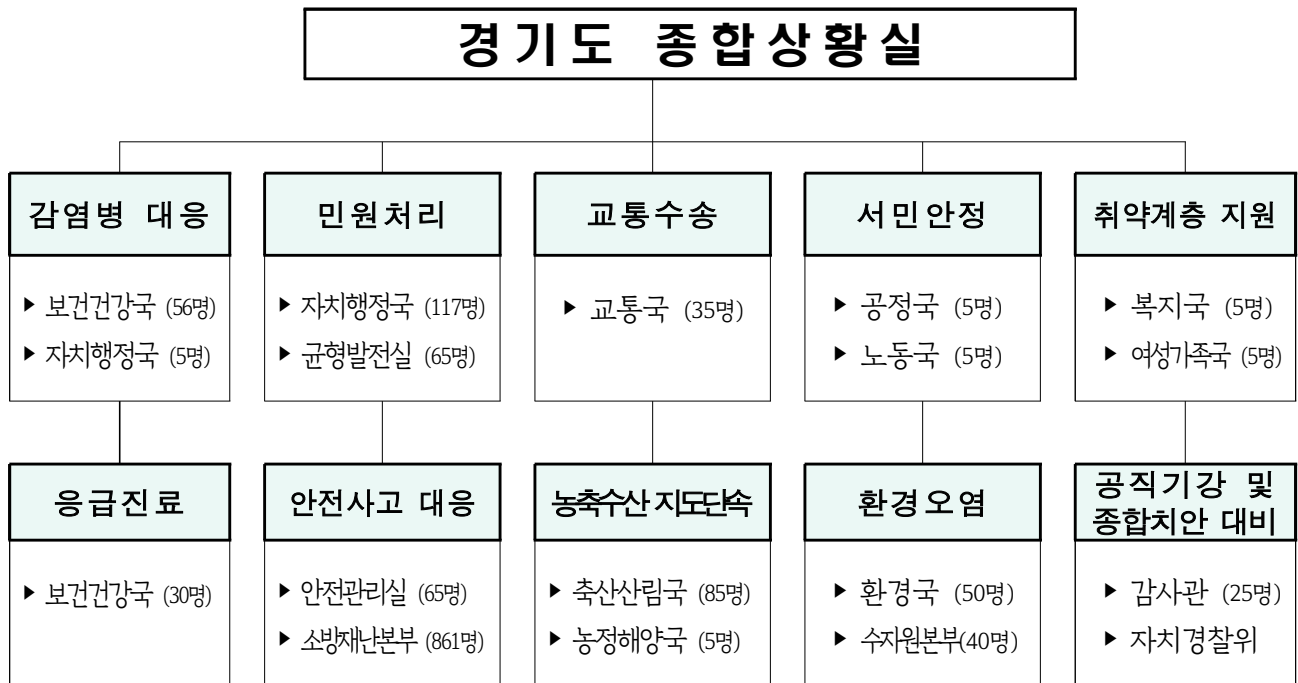 경기도 종합상황실
감염병 대응
▶ 보건건강국 (56명)
▶ 자치행정국 (5명)
민원처리
▶ 자치행정국 (117명)
▶ 균형발전실 (65명)
교통수송
▶ 교통국 (35명)
서민안정
▶ 공정국 (5명)
▶ 노동국 (5명)
취약계층 지원
▶ 복지국 (5명)
▶ 여성가족국 (5명)
응급진료
▶ 보건건강국 (30명)
안전사고 대응
▶ 안전관리실 (65명)
▶ 소방재난본부 (861명)
농축수산 지도단속
▶ 축산산림국 (85명)
▶ 농정해양국 (5명)
환경오염
▶ 환경국 (50명)
▶ 수자원본부(40명)
공직기강 및
종합치안 대비
▶ 감사관 (25명)
▶ 자치경찰위